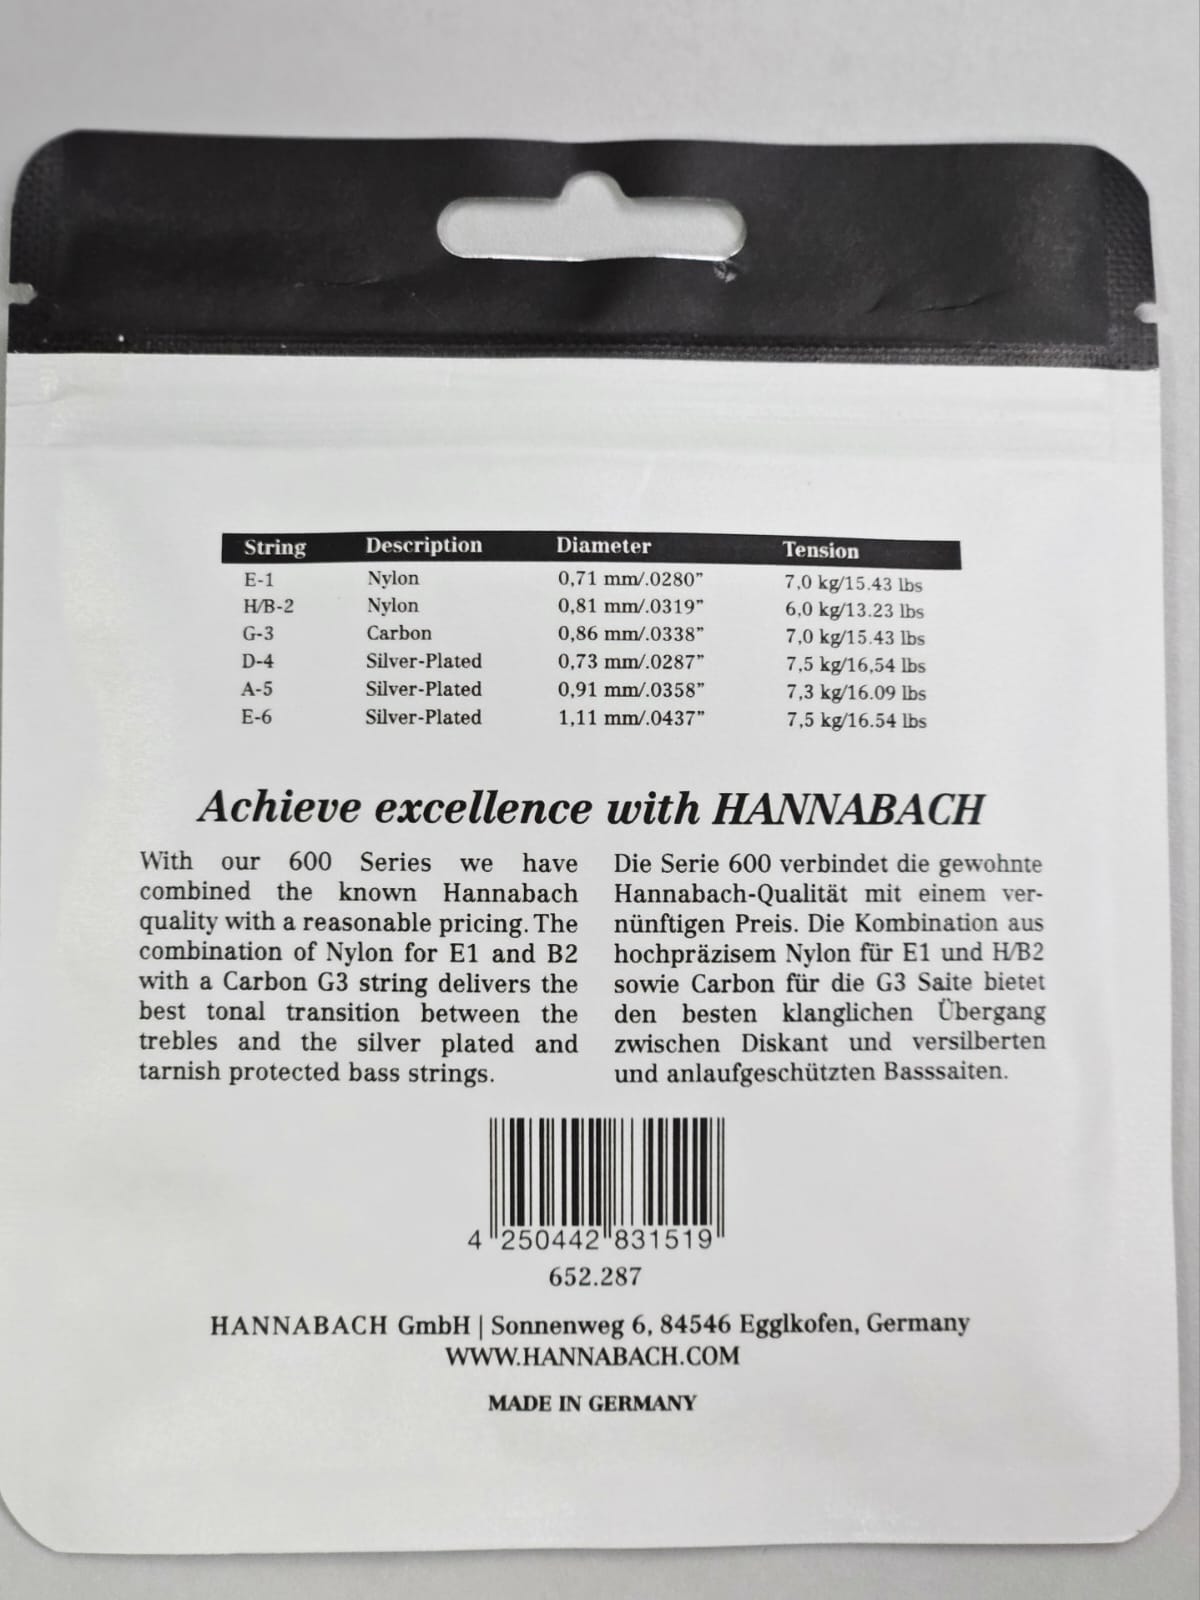 String Description Diameter Tension
E-1 Nylon 0,71 mm/.0280” 7,0 kg/15.43 lbs
H/B-2 Nylon 0,81 mm/.0319” 6,0 kg/13.23 lbs
G-3 Carbon 0,86 mm/.0338” 7,0 kg/15.43 lbs
D-4 Silver-Plated 0,73 mm/.0287” 7,5 kg/16,54 lbs
A-5 Silver-Plated 0,91 mm/.0358” 7,3 kg/16.09 lbs
E-6 Silver-Plated 1,11 mm/.0437” 7,5 kg/16.54 lbs
Achieve excellence with HANNABACH
With our 600 Series we have
combined the known Hannabach
quality with a reasonable pricing. The
combination of Nylon for E1 and B2
with a Carbon G3 string delivers the
best tonal transition between the
trebles and the silver plated and
tarnish protected bass strings.
Die Serie 600 verbindet die gewohnte
Hannabach-Qualität mit einem ver-
nünftigen Preis. Die Kombination aus
hochpräzisem Nylon für E1 und H/B2
sowie Carbon für die G3 Saite bietet
den besten klanglichen Übergang
zwischen Diskant und versilberten
und anlaufgeschützten Basssaiten.
4 250442 831519
652.287
HANNABACH GmbH | Sonnenweg 6, 84546 Egglkofen, Germany
WWW.HANNABACH.COM
MADE IN GERMANY